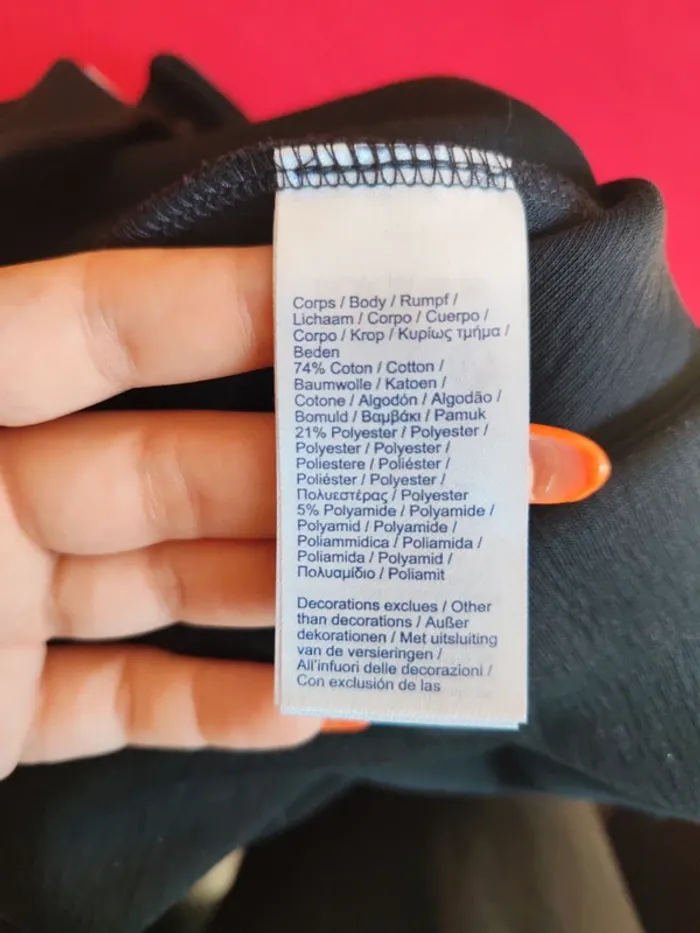 Corps / Body / Rumpf /
Lichaam / Corpo / Cuerpo /
Corpo / Krop / Κυρίως τμήμα /
Beden
74% Coton / Cotton /
Baumwolle / Katoen /
Cotone / Algodón / Algodão /
Bomuld / Βαμβάκι / Pamuk
21% Polyester / Polyester /
Polyester / Polyester /
Poliestere / Poliéster /
Poliéster / Polyester /
Πολυεστέρας / Polyester
5% Polyamide / Polyamide /
Polyamid / Polyamide /
Poliammidica / Poliamida /
Poliamida / Polyamid /
Πολυαμίδιο / Poliamit
Decorations exclues / Other
than decorations / Außer
dekorationen / Met uitsluiting
van de versieringen /
All'infuori delle decorazioni /
Con exclusión de las